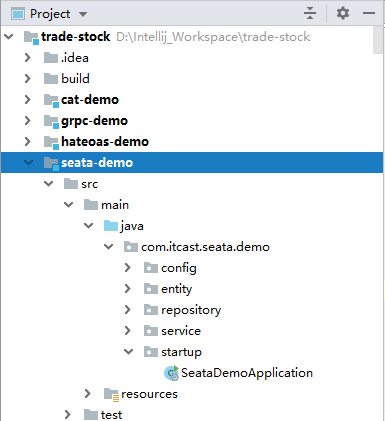 Project
trade-stock D:\Intellij_Workspace\trade-stock
.idea
build
cat-demo
grpc-demo
hateoas-demo
seata-demo
src
main
java
com.itcast.seata.demo
config
entity
repository
service
startup
SeataDemoApplication
resources
test